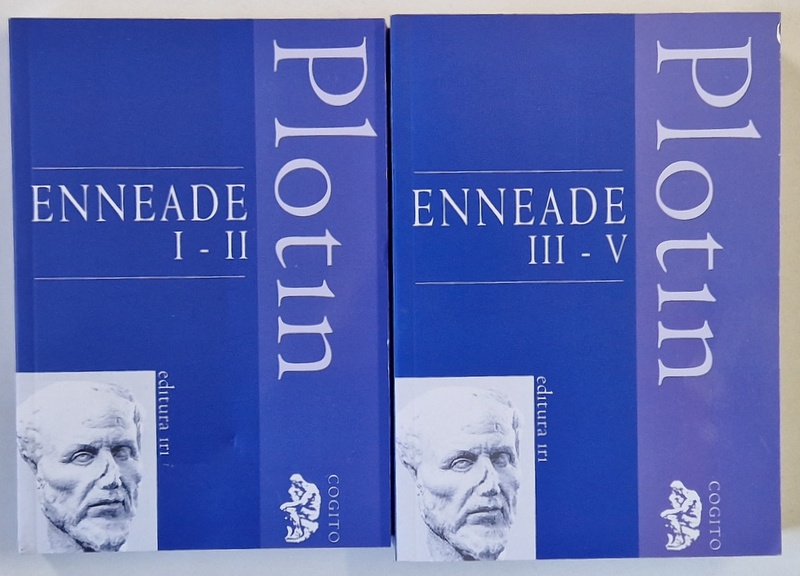 ENNEADE
I - II
Plotin
editura iri
COGITO
ENNEADE
III - V
Plotin
editura iri
COGITO